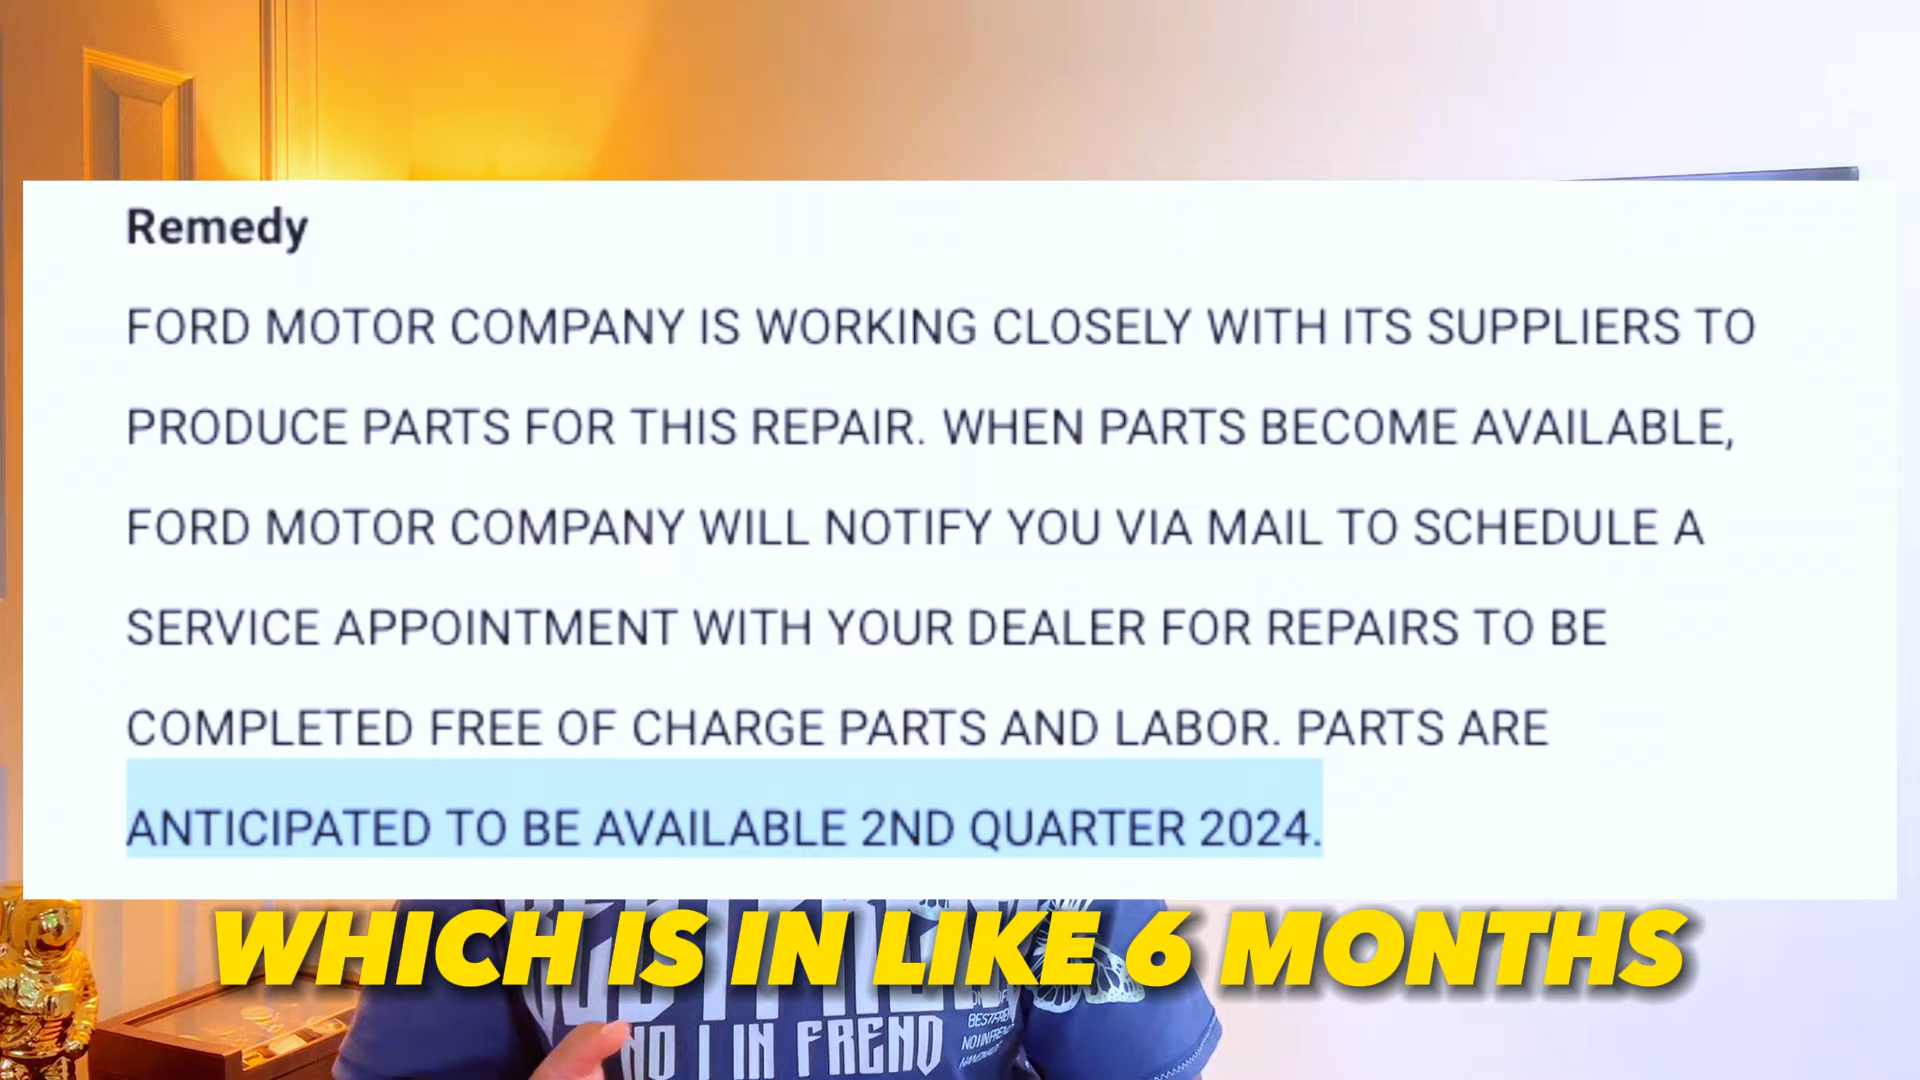 Remedy
FORD MOTOR COMPANY IS WORKING CLOSELY WITH ITS SUPPLIERS TO
PRODUCE PARTS FOR THIS REPAIR. WHEN PARTS BECOME AVAILABLE,
FORD MOTOR COMPANY WILL NOTIFY YOU VIA MAIL TO SCHEDULE A
SERVICE APPOINTMENT WITH YOUR DEALER FOR REPAIRS TO BE
COMPLETED FREE OF CHARGE PARTS AND LABOR. PARTS ARE
ANTICIPATED TO BE AVAILABLE 2ND QUARTER 2024.
WHICH IS IN LIKE 6 MONTHS
NO I IN FREND